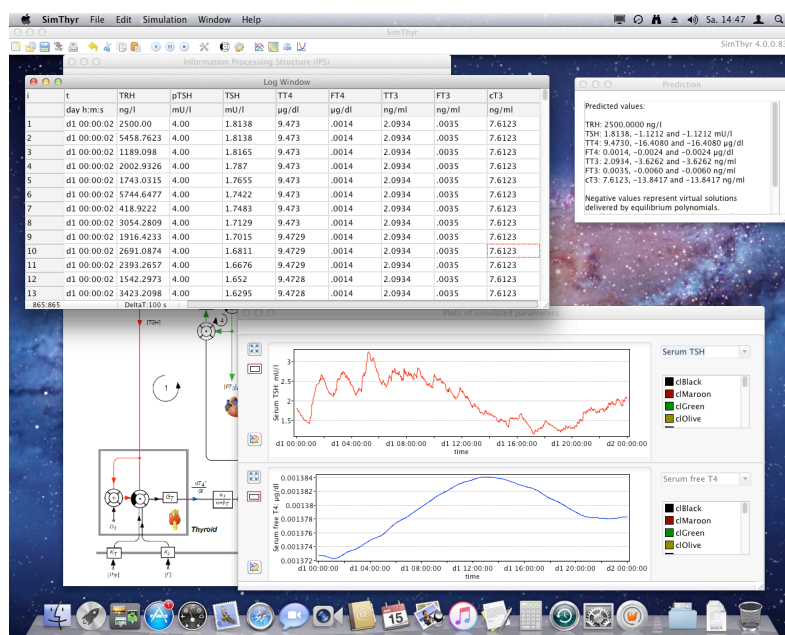 SimThyr File Edit Simulation Window Help Sa. 14:47
SimThyr
SimThyr 4.0.0.83
Information Processing Structure (IPS)
Log Window
i t TRH pTSH TSH TT4 FT4 TT3 FT3 cT3
day h:m:s ng/l mU/l mU/l µg/dl µg/dl ng/ml ng/ml ng/ml
1 d1 00:00:02 2500.00 4.00 1.8138 9.473 .0014 2.0934 .0035 7.6123
2 d1 00:00:02 5458.7623 4.00 1.8138 9.473 .0014 2.0934 .0035 7.6123
3 d1 00:00:02 1189.098 4.00 1.8165 9.473 .0014 2.0934 .0035 7.6123
4 d1 00:00:02 2002.9326 4.00 1.787 9.473 .0014 2.0934 .0035 7.6123
5 d1 00:00:02 1743.0315 4.00 1.7655 9.473 .0014 2.0934 .0035 7.6123
6 d1 00:00:02 5744.6477 4.00 1.7422 9.473 .0014 2.0934 .0035 7.6123
7 d1 00:00:02 418.9222 4.00 1.7483 9.473 .0014 2.0934 .0035 7.6123
8 d1 00:00:02 3054.2809 4.00 1.7129 9.473 .0014 2.0934 .0035 7.6123
9 d1 00:00:02 1916.4233 4.00 1.7015 9.4729 .0014 2.0934 .0035 7.6123
10 d1 00:00:02 2691.0874 4.00 1.6811 9.4729 .0014 2.0934 .0035 7.6123
11 d1 00:00:02 2393.2657 4.00 1.6676 9.4729 .0014 2.0934 .0035 7.6123
12 d1 00:00:02 1542.2973 4.00 1.652 9.4728 .0014 2.0934 .0035 7.6123
13 d1 00:00:02 3423.2098 4.00 1.6295 9.4728 .0014 2.0934 .0035 7.6123
865:865 DeltaT:100 s
Prediction
Predicted values:
TRH: 2500.0000 ng/l
TSH: 1.8138, -1.1212 and -1.1212 mU/l
TT4: 9.4730, -16.4080 and -16.4080 µg/dl
FT4: 0.0014, -0.0024 and -0.0024 µg/dl
TT3: 2.0934, -3.6262 and -3.6262 ng/ml
FT3: 0.0035, -0.0060 and -0.0060 ng/ml
cT3: 7.6123, -13.8417 and -13.8417 ng/ml
Negative values represent virtual solutions
delivered by equilibrium polynomials.
[TSH]
4
1
Thyroid
Plots of simulated parameters
Serum TSH: mU/l
3
2.5
2
1.5
d1 00:00:00 d1 04:00:00 d1 08:00:00 d1 12:00:00 d1 16:00:00 d1 20:00:00 d2 00:00:00
time
Serum TSH
clBlack
clMaroon
clGreen
clOlive
Serum free T4: µg/dl
0.001384
0.001382
0.00138
0.001378
0.001376
0.001374
0.001372
d1 00:00:00 d1 04:00:00 d1 08:00:00 d1 12:00:00 d1 16:00:00 d1 20:00:00 d2 00:00:00
time
Serum free T4
clBlack
clMaroon
clGreen
clOlive
15
DOCX